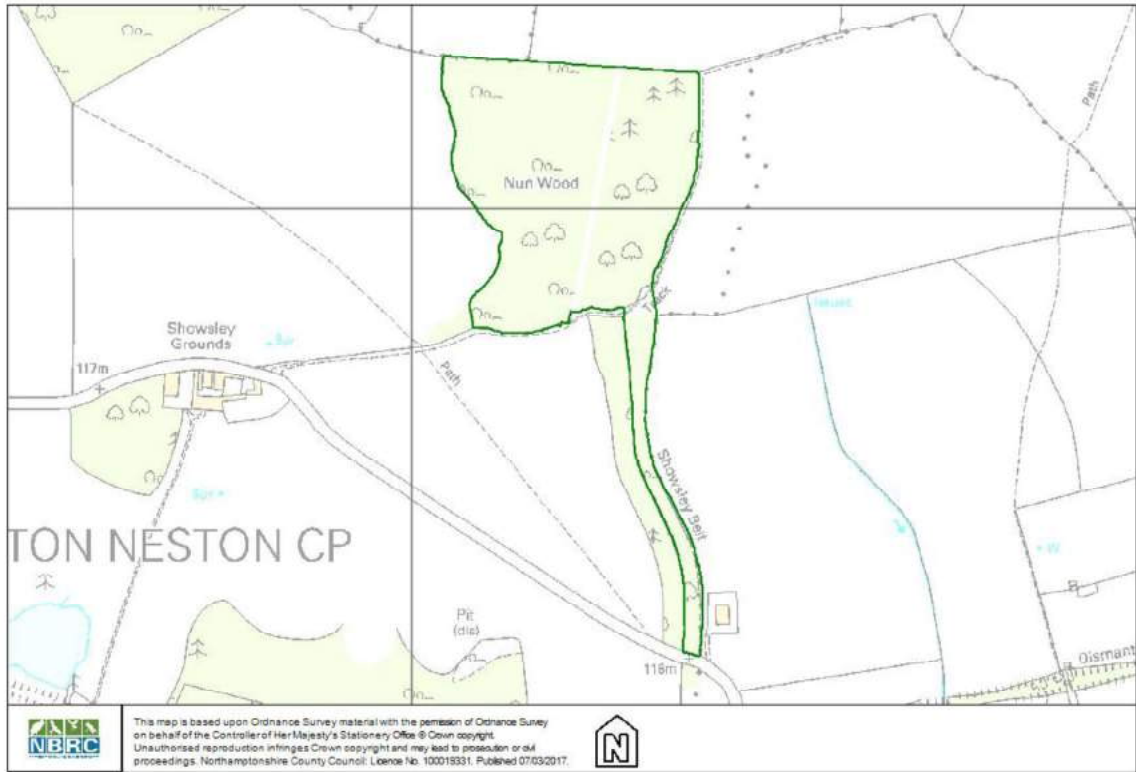 Path
Nun Wood
Track
Showsley
Grounds
117m
Path
Showsley Belt
W
TON NESTON CP
Pit
(dis)
116m
Dismant
NBRC
This map is based upon Ordnance Survey material with the permission of Ordnance Survey
on behalf of the Controller of Her Majesty's Stationery Office © Crown copyright.
Unauthorised reproduction infringes Crown copyright and may lead to prosecution or civil
proceedings. Northamptonshire County Council: Licence No. 100019331. Published 07/03/2017.
N